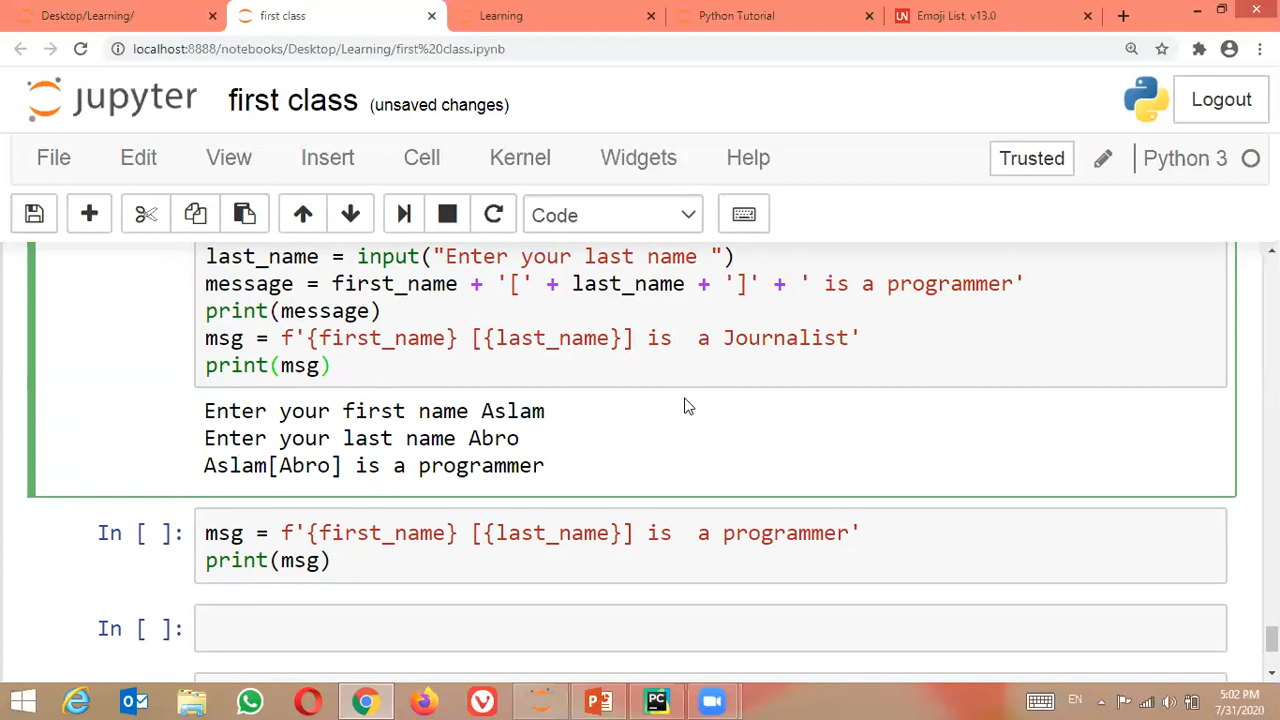 Desktop/Learning/ × first class × Learning × Python Tutorial × UN Emoji List, v13.0 × +
localhost:8888/notebooks/Desktop/Learning/first%20class.ipynb
jupyter first class (unsaved changes) Logout
File Edit View Insert Cell Kernel Widgets Help Trusted Python 3
Code
last_name = input("Enter your last name ")
message = first_name + '[' + last_name + ']' + ' is a programmer'
print(message)
msg = f'{first_name} [{last_name}] is  a Journalist'
print(msg)
Enter your first name Aslam
Enter your last name Abro
Aslam[Abro] is a programmer
In [ ]: msg = f'{first_name} [{last_name}] is  a programmer'
print(msg)
In [ ]:
EN 5:02 PM
7/31/2020